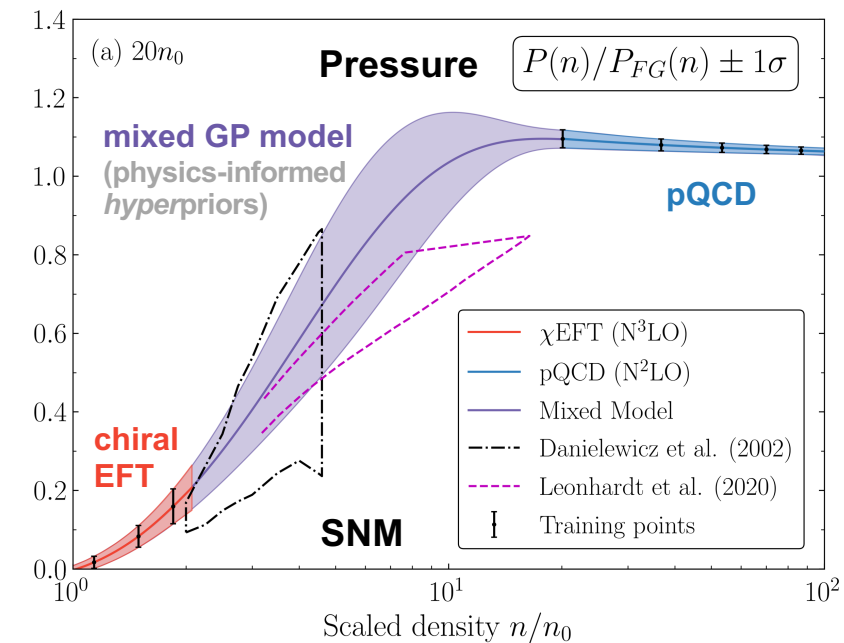 (a) 20n₀
Pressure
P(n)/P_{FG}(n) ± 1σ
mixed GP model
(physics-informed
hyperpriors)
pQCD
chiral
EFT
SNM
χEFT (N³LO)
pQCD (N²LO)
Mixed Model
Danielewicz et al. (2002)
Leonhardt et al. (2020)
Training points
1.4
1.2
1.0
0.8
0.6
0.4
0.2
0.0
10⁰
10¹
10²
Scaled density n/n₀